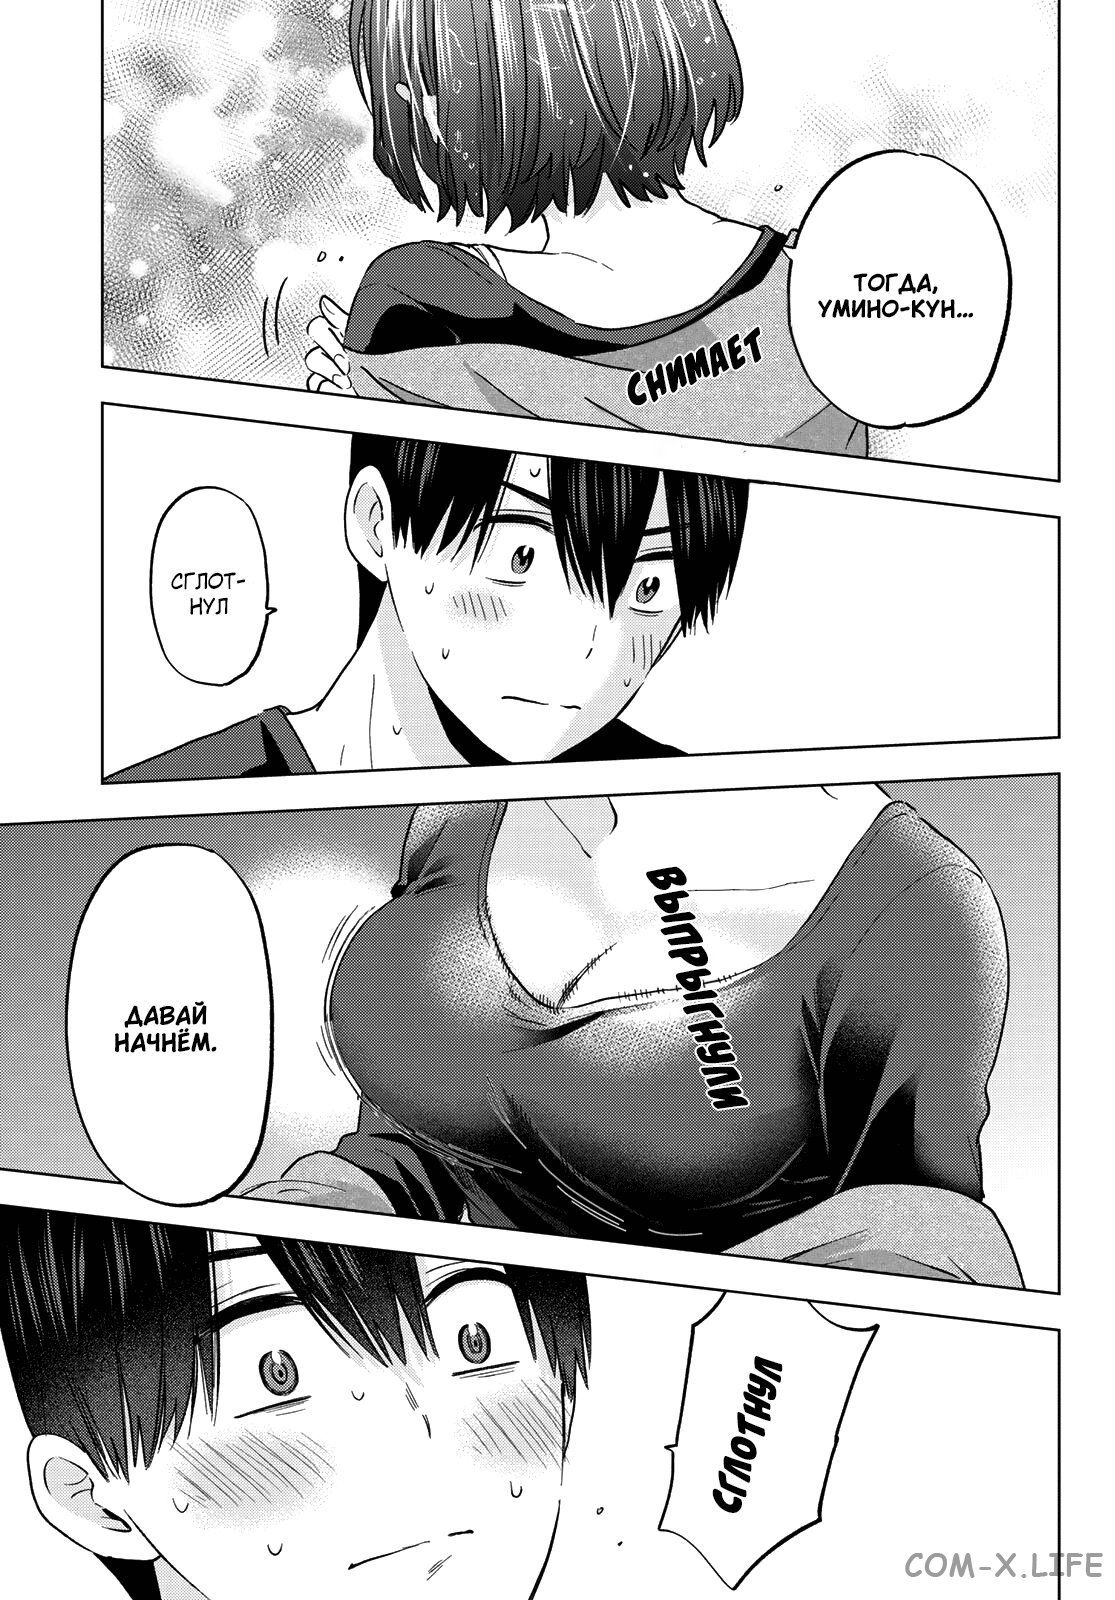 ТОГДА,
УМИНО-КУН...
СНИМАЕТ
СГЛОТ-
НУЛ
ВЫПРЫГНУЛИ
ДАВАЙ
НАЧНЁМ.
СГЛОТНУЛ
COM-X.LIFE